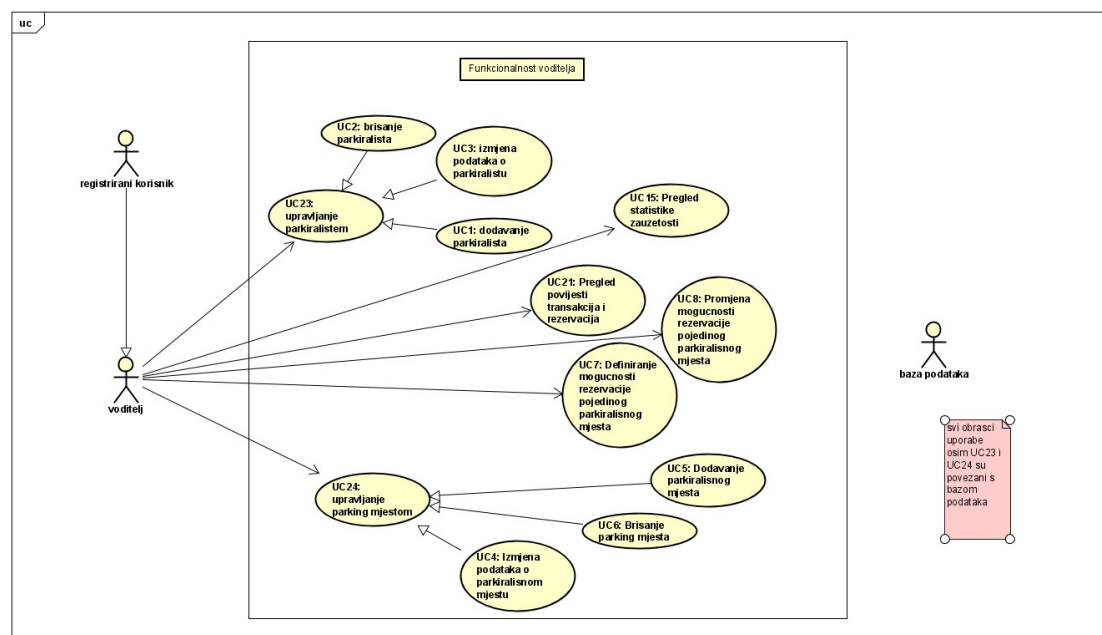 uc
Funkcionalnost voditelja
UC2: brisanje
parkiralista
UC3: izmjena
podataka o
parkiralistu
registrirani korisnik
UC23:
upravljanje
parkiralistem
UC15: Pregled
statistike
zauzetosti
UC1: dodavanje
parkiralista
UC21: Pregled
povijesti
transakcija i
rezervacija
UC8: Promjena
mogucnosti
rezervacije
pojedinog
parkiralisnog
mjesta
baza podataka
voditelj
UC7: Definiranje
mogucnosti
rezervacije
pojedinog
parkiralisnog
mjesta
svi obrasci
uporabe
osim UC23 i
UC24 su
povezani s
bazom
podataka
UC5: Dodavanje
parkiralisnog
mjesta
UC24:
upravljanje
parking mjestom
UC6: Brisanje
parking mjesta
UC4: Izmjena
podataka o
parkiralisnom
mjestu